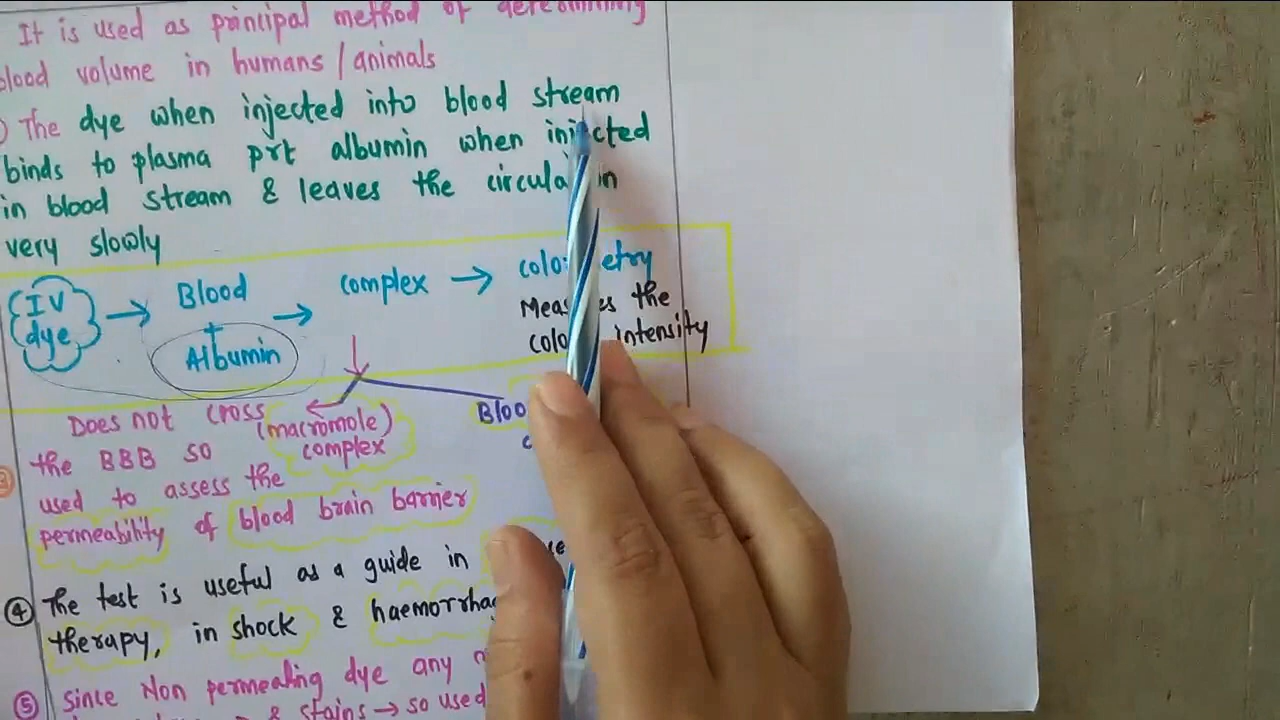 It is used as principal method of determining
blood volume in humans/animals
The dye when injected into blood stream
binds to plasma prt albumin when injected
in blood stream & leaves the circula in
very slowly
IV dye → Blood + Albumin → complex → colo etry
Meas es the
colo intensity
Does not cross (macromole) Bloo
the BBB so complex c
used to assess the
permeability of blood brain barrier
④ The test is useful as a guide in
therapy, in shock & haemorrha
⑤ Since Non permeating dye any
& stains → so used